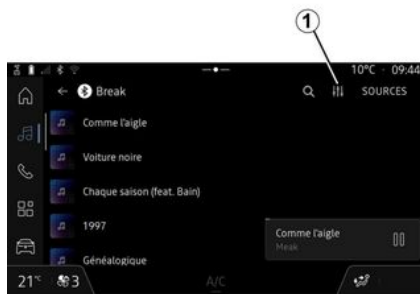 1
10°C 09:44
Break
SOURCES
Comme l'aigle
Voiture noire
Chaque saison (feat. Bain)
1997
Généalogique
Comme l'aigle
Meak
21°C
3
A/C